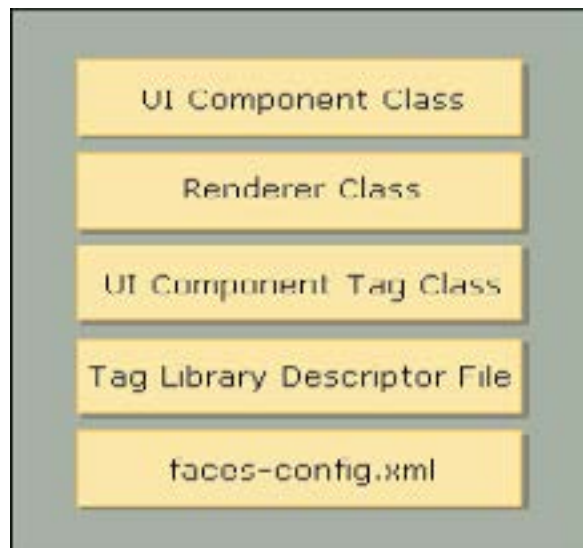 UI Component Class
Renderer Class
UI Component Tag Class
Tag Library Descriptor File
faces-config.xml